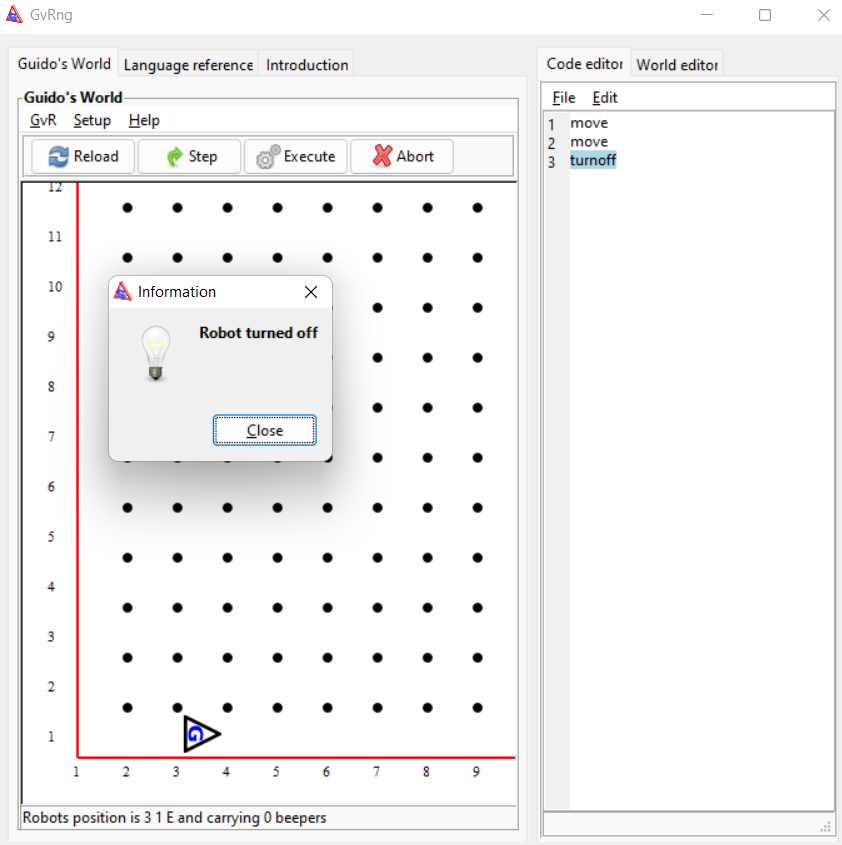 GvRng
Guido's World Language reference Introduction
Guido's World
GvR Setup Help
Reload Step Execute Abort
12
11
10
9
8
7
6
5
4
3
2
1
G
1 2 3 4 5 6 7 8 9
Robots position is 3 1 E and carrying 0 beepers
Information
Robot turned off
Close
Code editor World editor
File Edit
1 move
2 move
3 turnoff